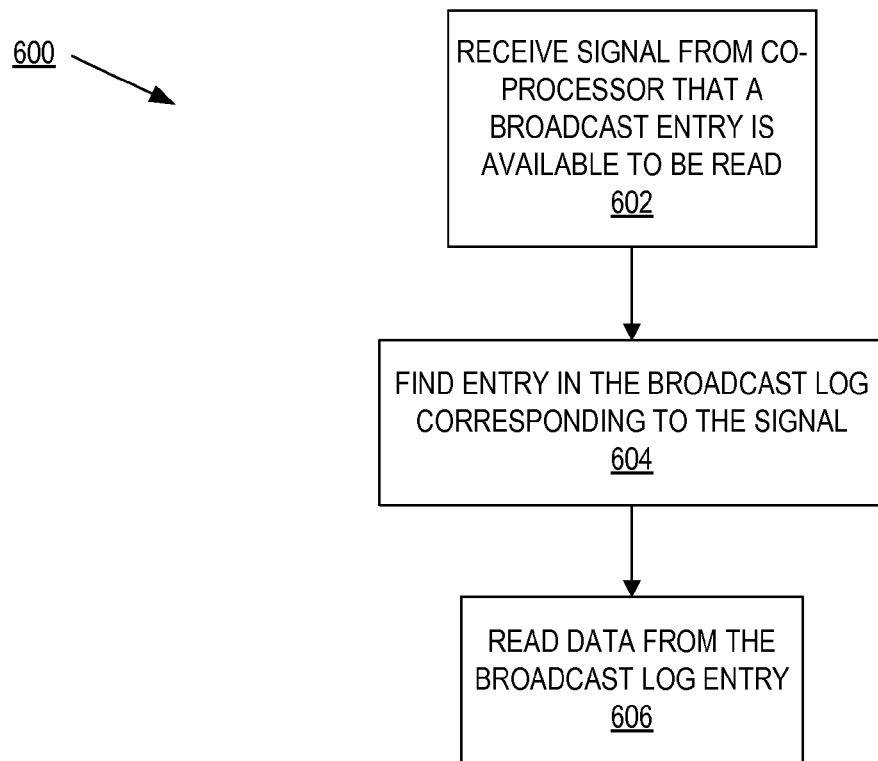 600
RECEIVE SIGNAL FROM CO-
PROCESSOR THAT A
BROADCAST ENTRY IS
AVAILABLE TO BE READ
602
FIND ENTRY IN THE BROADCAST LOG
CORRESPONDING TO THE SIGNAL
604
READ DATA FROM THE
BROADCAST LOG ENTRY
606